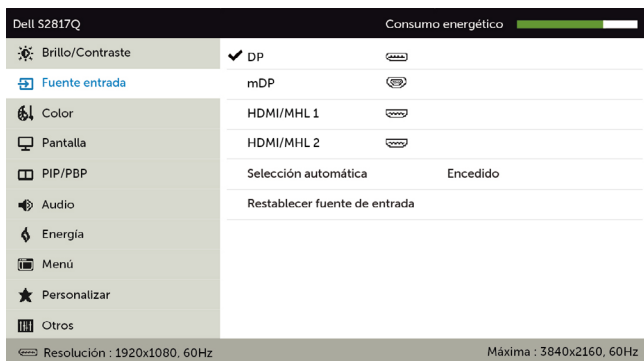 Dell S2817Q Consumo energético
Brillo/Contraste DP
Fuente entrada mDP
Color HDMI/MHL 1
Pantalla HDMI/MHL 2
PIP/PBP Selección automática Encedido
Audio Restablecer fuente de entrada
Energía
Menú
Personalizar
Otros
Resolución : 1920x1080, 60Hz Máxima : 3840x2160, 60Hz